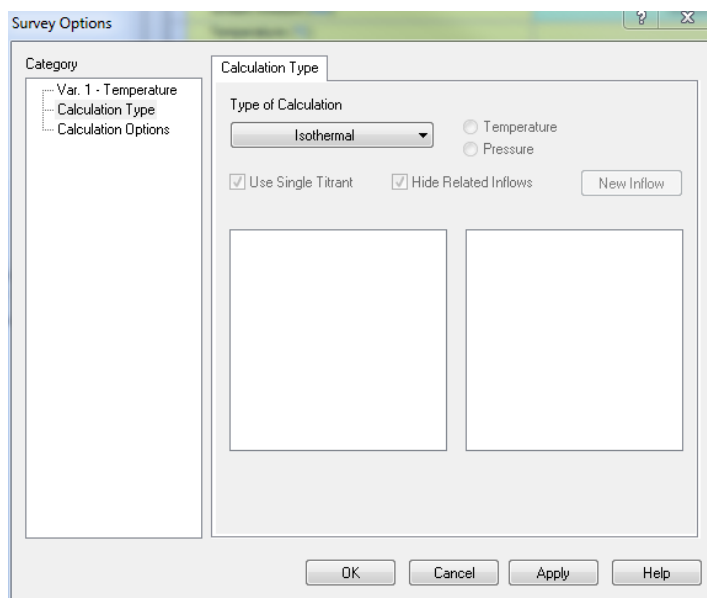 Survey Options
Category
Var. 1 - Temperature
Calculation Type
Calculation Options
Calculation Type
Type of Calculation
Isothermal
Temperature
Pressure
Use Single Titrant
Hide Related Inflows
New Inflow
OK
Cancel
Apply
Help